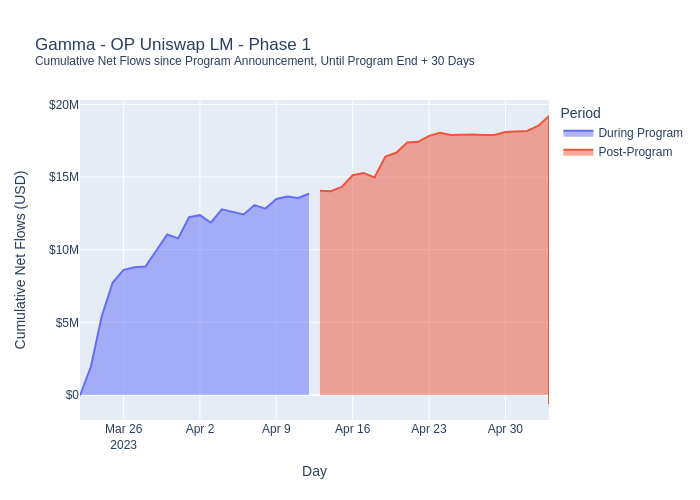 Gamma - OP Uniswap LM - Phase 1
Cumulative Net Flows since Program Announcement, Until Program End + 30 Days
Period
During Program
Post-Program
Cumulative Net Flows (USD)
$20M
$15M
$10M
$5M
$0
Mar 26
2023
Apr 2
Apr 9
Apr 16
Apr 23
Apr 30
Day